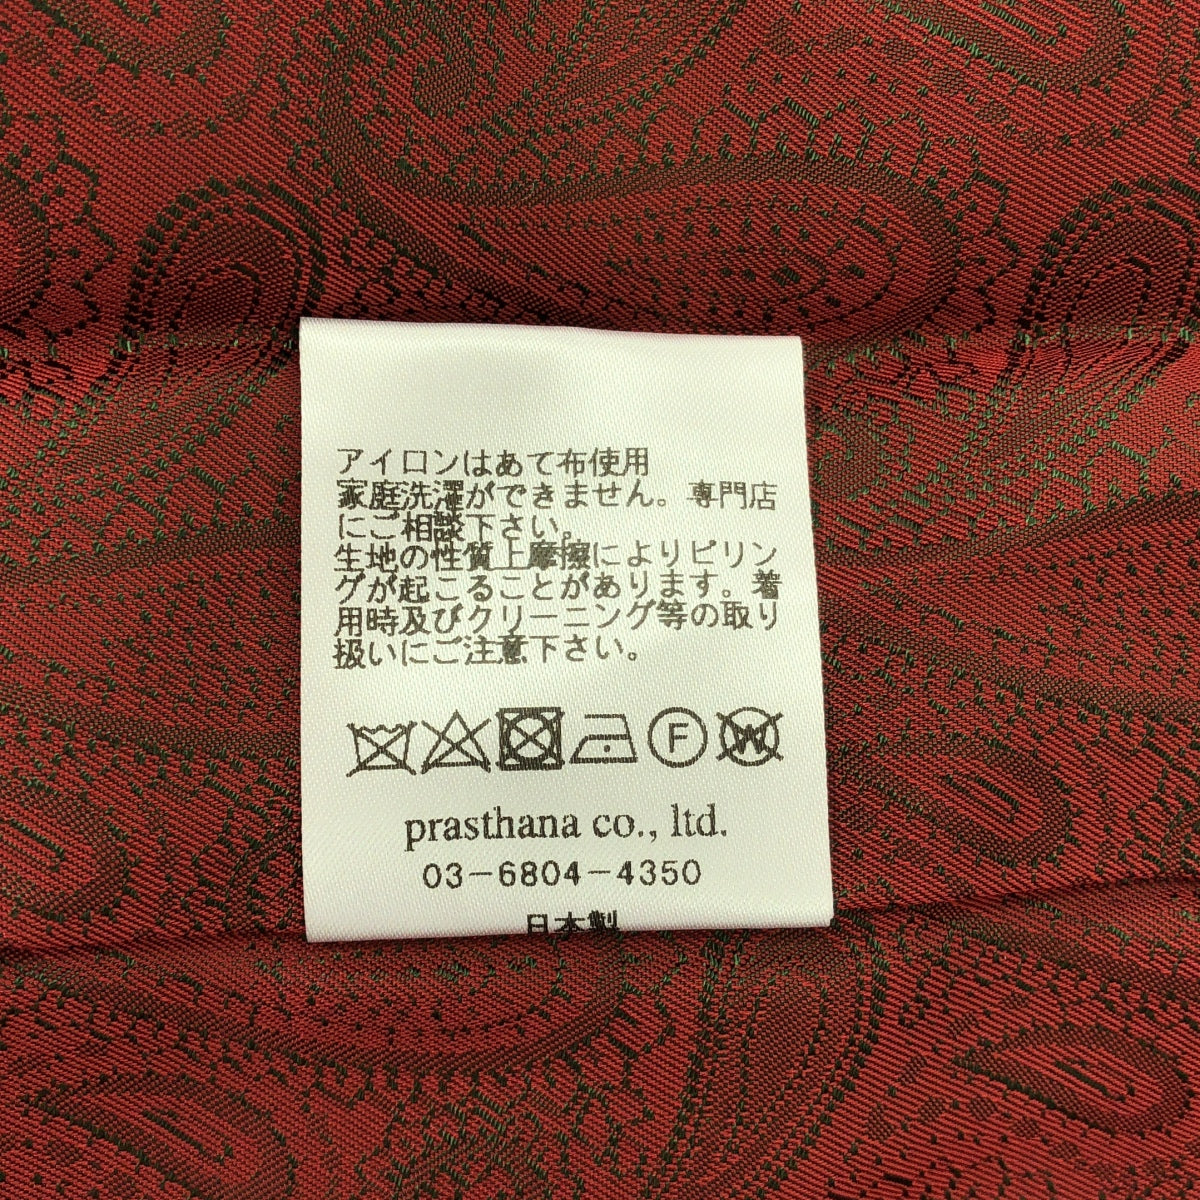 アイロンはあて布使用
家庭洗濯ができません。専門店
にご相談下さい。
生地の性質上摩擦によりピリン
グが起こることがあります。着
用時及びクリーニング等の取り
扱いにご注意下さい。
F W
prasthana co., ltd.
03-6804-4350
日本製